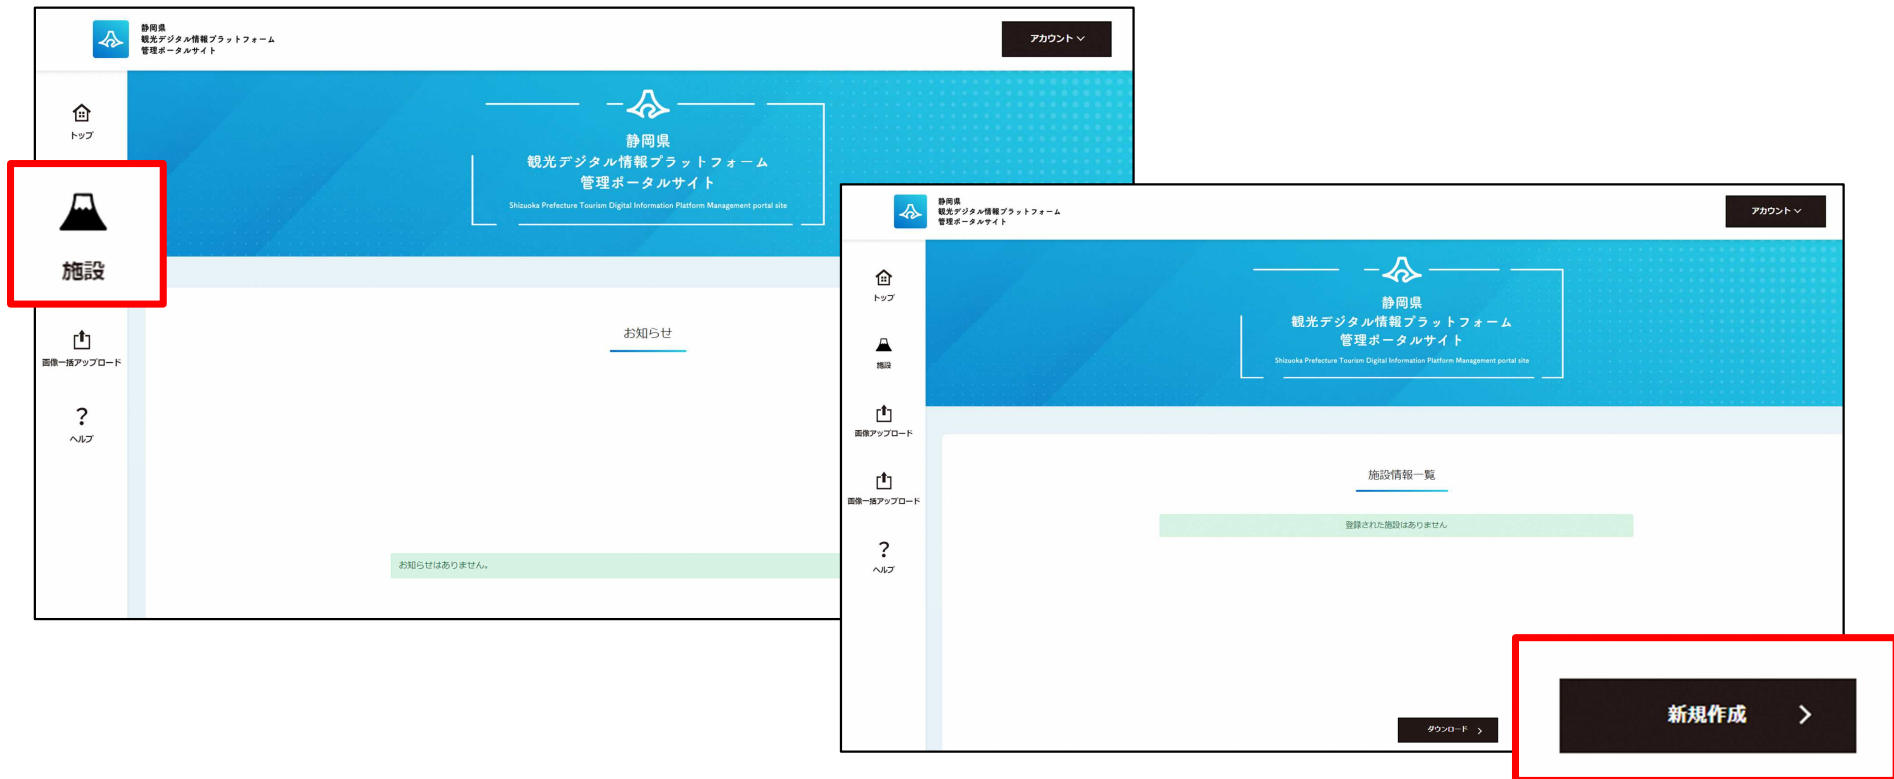 静岡県
観光デジタル情報プラットフォーム
管理ポータルサイト
アカウント
トップ
施設
画像一括アップロード
?
ヘルプ
静岡県
観光デジタル情報プラットフォーム
管理ポータルサイト
Shizuoka Prefecture Tourism Digital Information Platform Management portal site
お知らせ
お知らせはありません。
静岡県
観光デジタル情報プラットフォーム
管理ポータルサイト
アカウント
トップ
施設
画像アップロード
画像一括アップロード
?
ヘルプ
静岡県
観光デジタル情報プラットフォーム
管理ポータルサイト
Shizuoka Prefecture Tourism Digital Information Platform Management portal site
施設情報一覧
登録された施設はありません
ダウンロード
新規作成